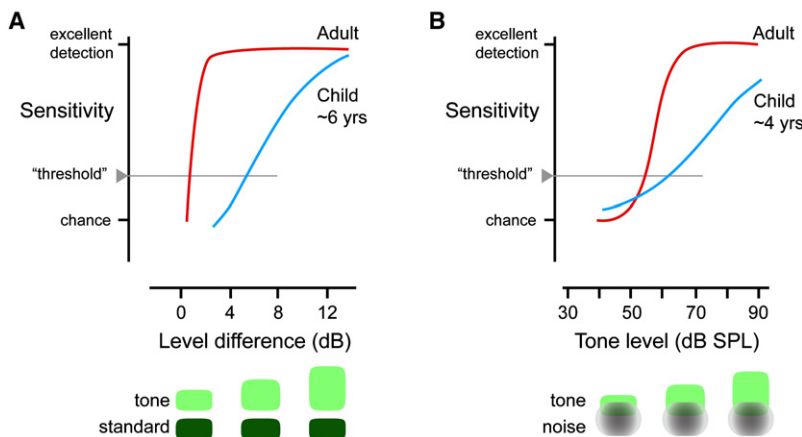 A
excellent
detection
Sensitivity
“threshold”
chance
Adult
Child
~6 yrs
0 4 8 12
Level difference (dB)
tone
standard
B
excellent
detection
Sensitivity
“threshold”
chance
Adult
Child
~4 yrs
30 50 70 90
Tone level (dB SPL)
tone
noise